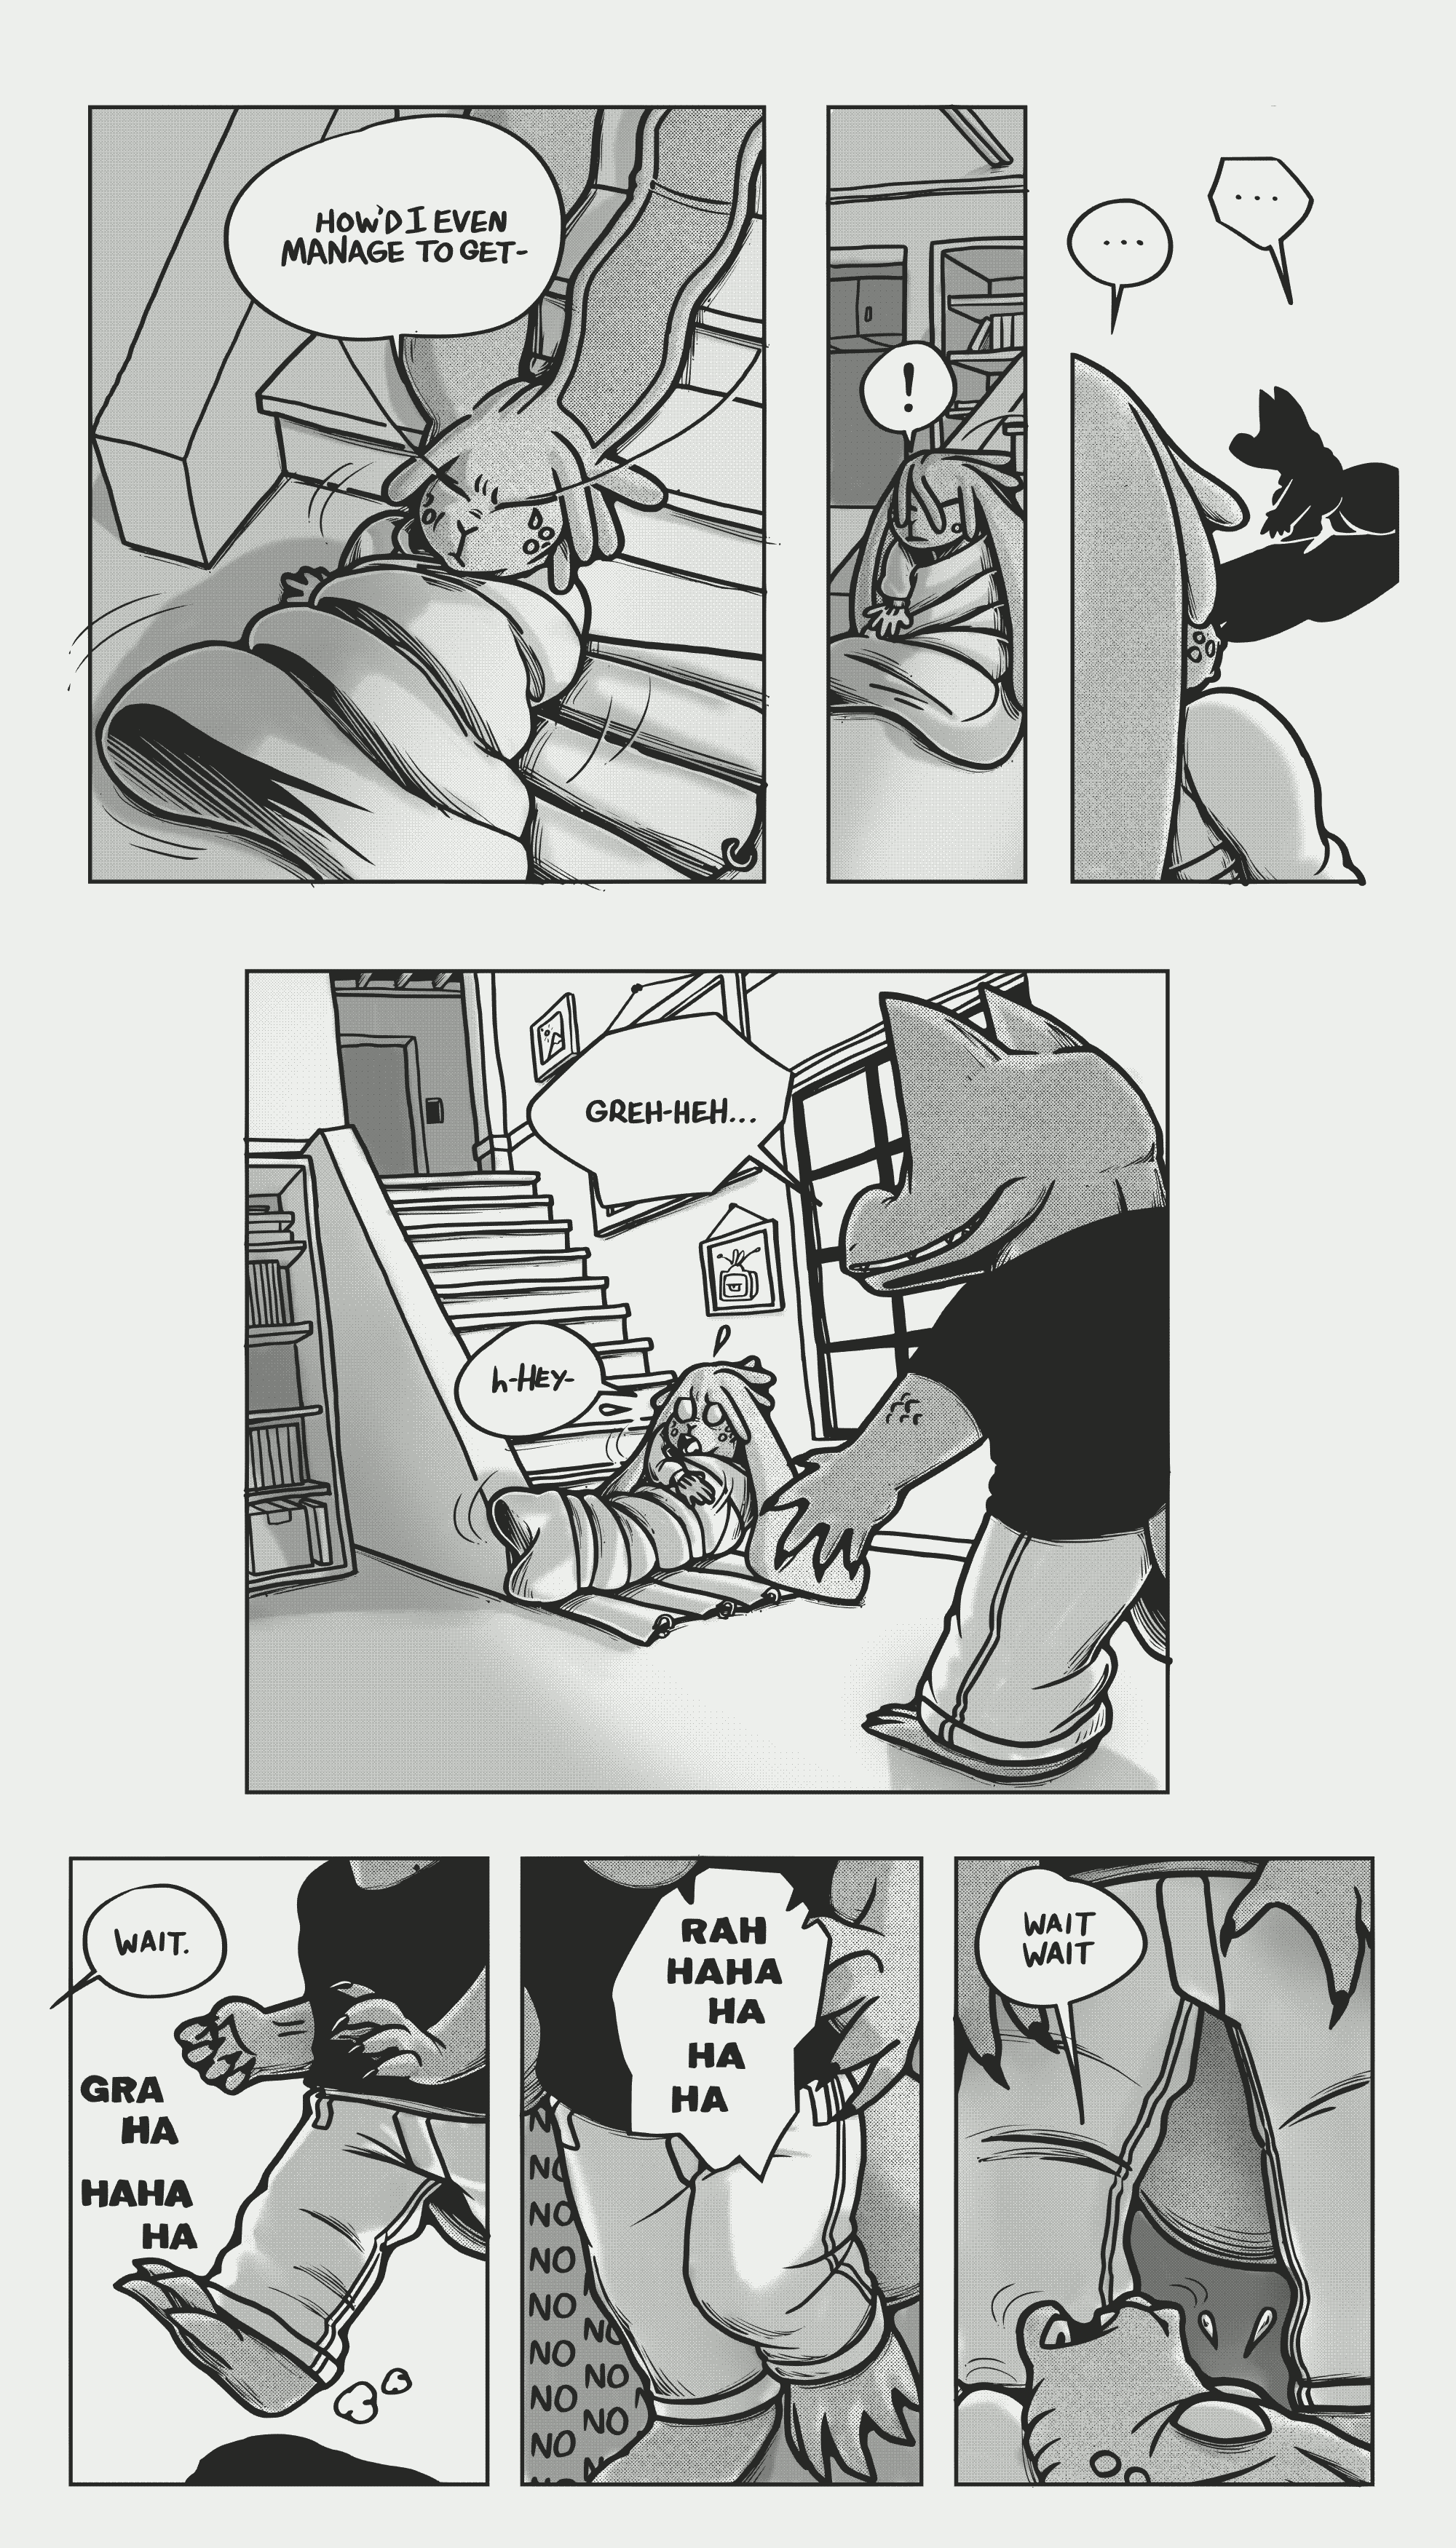 HOW'D I EVEN
MANAGE TO GET-
!
...
...
GREH-HEH...
h-HEY-
WAIT.
GRA
HA
HAHA
HA
RAH
HAHA
HA
HA
HA
NO
NO
NO
NO
NO
NO
NO
NO
NO
NO
NO
WAIT
WAIT